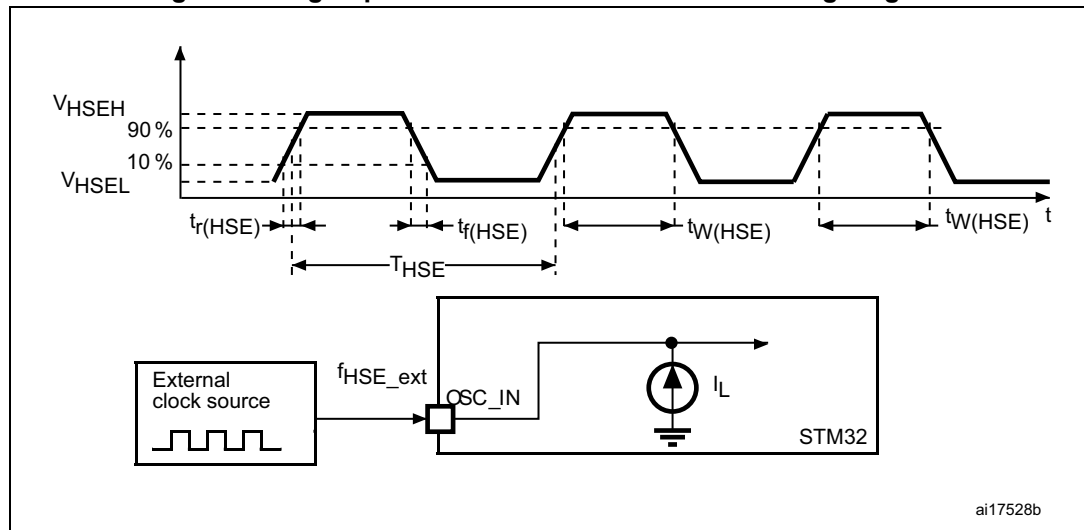 VHSEH
90 %
10 %
VHSEL
tr(HSE)
tf(HSE)
tW(HSE)
tW(HSE)
t
THSE
External
clock source
fHSE_ext
OSC_IN
IL
STM32
ai17528b